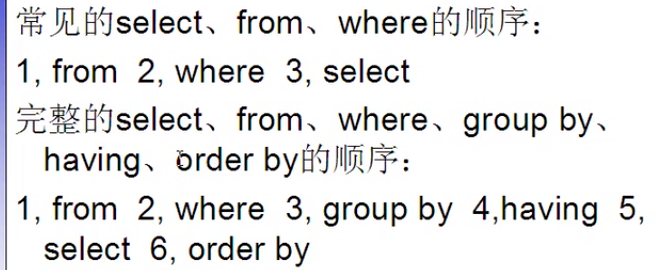 常见的select、from、where的顺序：
1, from 2, where 3, select
完整的select、from、where、group by、
having、order by的顺序：
1, from 2, where 3, group by 4,having 5,
select 6, order by